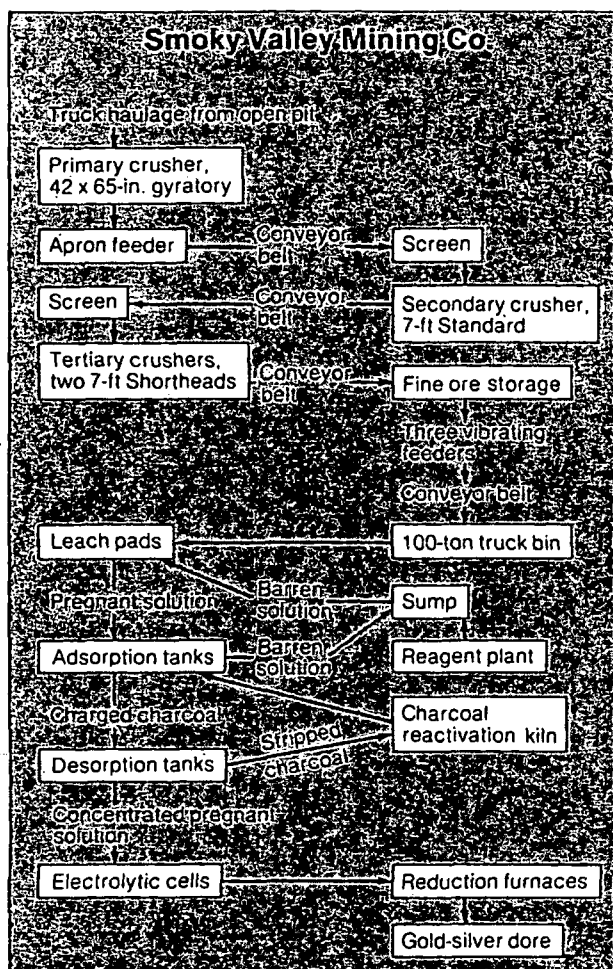 Smoky Valley Mining Co
Truck haulage from open pit
Primary crusher,
42 x 65-in. gyratory
Apron feeder
Conveyor
belt
Screen
Screen
Conveyor
belt
Secondary crusher,
7-ft Standard
Tertiary crushers,
two 7-ft Shortheads
Conveyor
belt
Fine ore storage
Three vibrating
feeders
Conveyor belt
Leach pads
100-ton truck bin
Pregnant solution
Barren
solution
Sump
Adsorption tanks
Barren
solution
Reagent plant
Charged charcoal
Stripped
charcoal
Charcoal
reactivation kiln
Desorption tanks
Concentrated pregnant
solution
Electrolytic cells
Reduction furnaces
Gold-silver dore